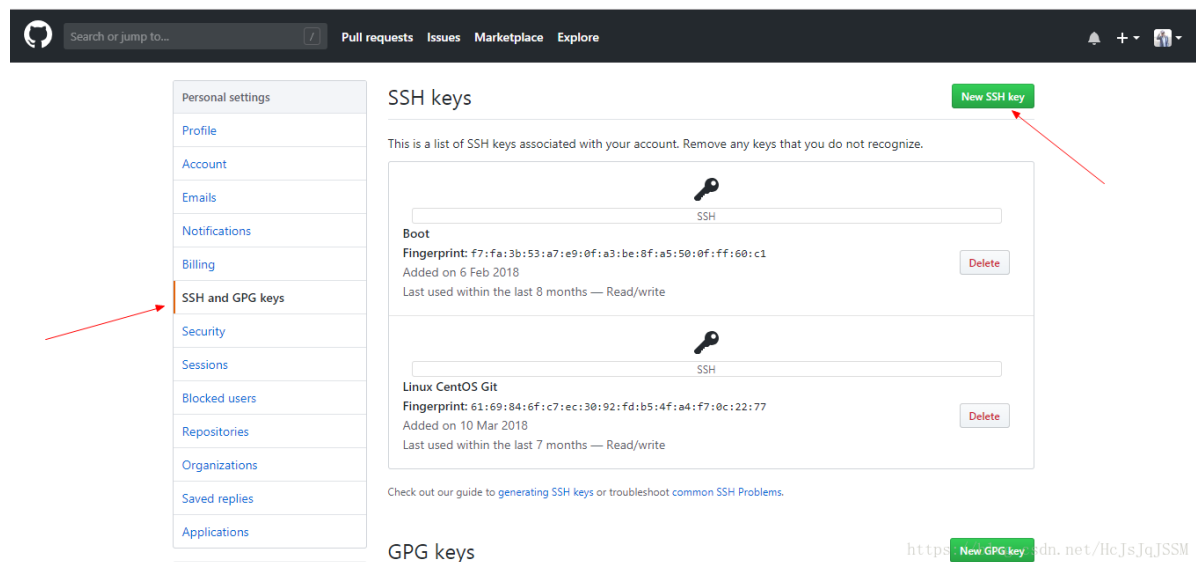 Search or jump to... /
Pull requests Issues Marketplace Explore
Personal settings
Profile
Account
Emails
Notifications
Billing
SSH and GPG keys
Security
Sessions
Blocked users
Repositories
Organizations
Saved replies
Applications
SSH keys
New SSH key
This is a list of SSH keys associated with your account. Remove any keys that you do not recognize.
SSH
Boot
Fingerprint: f7:fa:3b:53:a7:e9:0f:a3:be:8f:a5:50:0f:ff:60:c1
Added on 6 Feb 2018
Last used within the last 8 months — Read/write
Delete
SSH
Linux CentOS Git
Fingerprint: 61:69:84:6f:c7:ec:30:92:fd:b5:4f:a4:f7:0c:22:77
Added on 10 Mar 2018
Last used within the last 7 months — Read/write
Delete
Check out our guide to generating SSH keys or troubleshoot common SSH Problems.
GPG keys
New GPG key